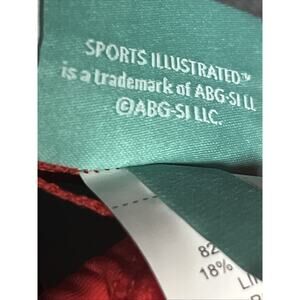 SPORTS ILLUSTRATED™
is a trademark of ABG-SI LL
©ABG-SI LLC.
82
18%